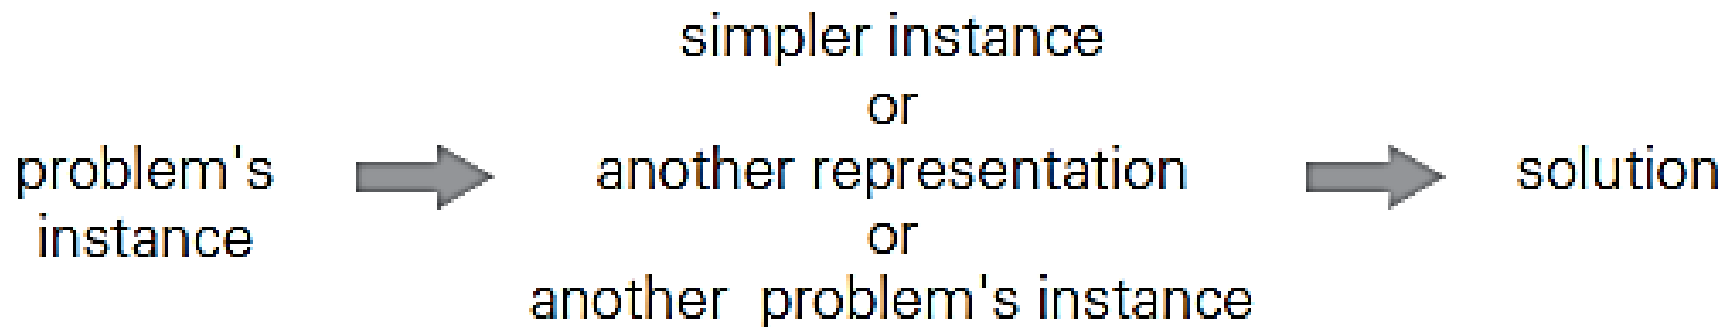 simpler instance
or
problem's
instance
another representation
or
another problem's instance
solution